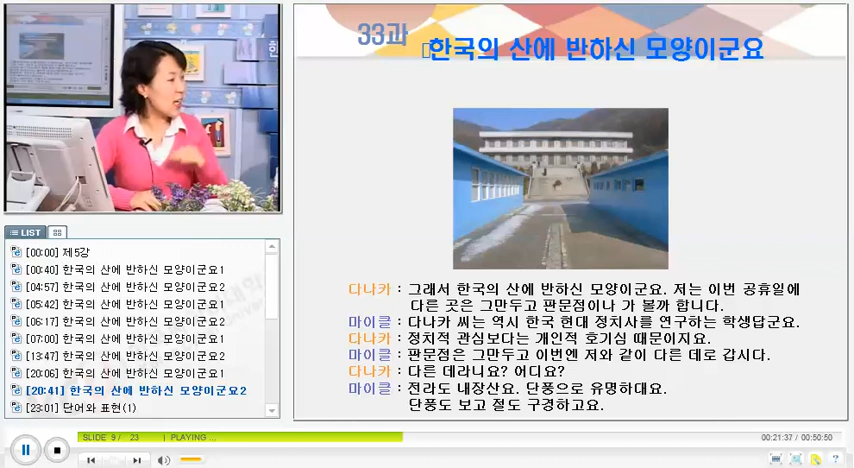 33과
한국의 산에 반하신 모양이군요
다나카 : 그래서 한국의 산에 반하신 모양이군요. 저는 이번 공휴일에
다른 곳은 그만두고 판문점이나 가 볼까 합니다.
마이클 : 다나카 씨는 역시 한국 현대 정치사를 연구하는 학생답군요.
다나카 : 정치적 관심보다는 개인적 호기심 때문이지요.
마이클 : 판문점은 그만두고 이번엔 저와 같이 다른 데로 갑시다.
다나카 : 다른 데라니요? 어디요?
마이클 : 전라도 내장산요. 단풍으로 유명하대요.
단풍도 보고 절도 구경하고요.
LIST
[00:00] 제5강
[00:40] 한국의 산에 반하신 모양이군요1
[04:57] 한국의 산에 반하신 모양이군요2
[05:42] 한국의 산에 반하신 모양이군요1
[06:17] 한국의 산에 반하신 모양이군요2
[07:00] 한국의 산에 반하신 모양이군요1
[13:47] 한국의 산에 반하신 모양이군요2
[20:06] 한국의 산에 반하신 모양이군요1
[20:41] 한국의 산에 반하신 모양이군요2
[23:01] 단어와 표현(1)
SLIDE 9 / 23 | PLAYING ...
00:21:37 / 00:50:50